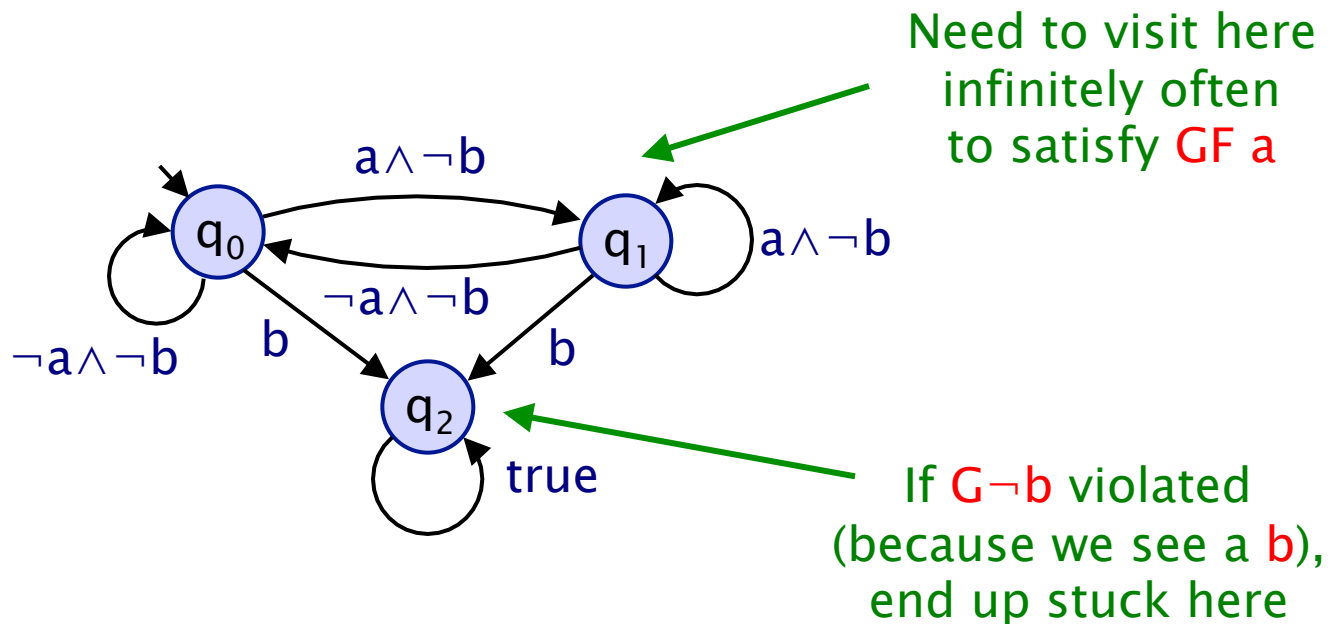 Need to visit here
infinitely often
to satisfy GF a
a∧¬b
q₀
q₁
a∧¬b
¬a∧¬b
¬a∧¬b
b
b
q₂
true
If G¬b violated
(because we see a b),
end up stuck here